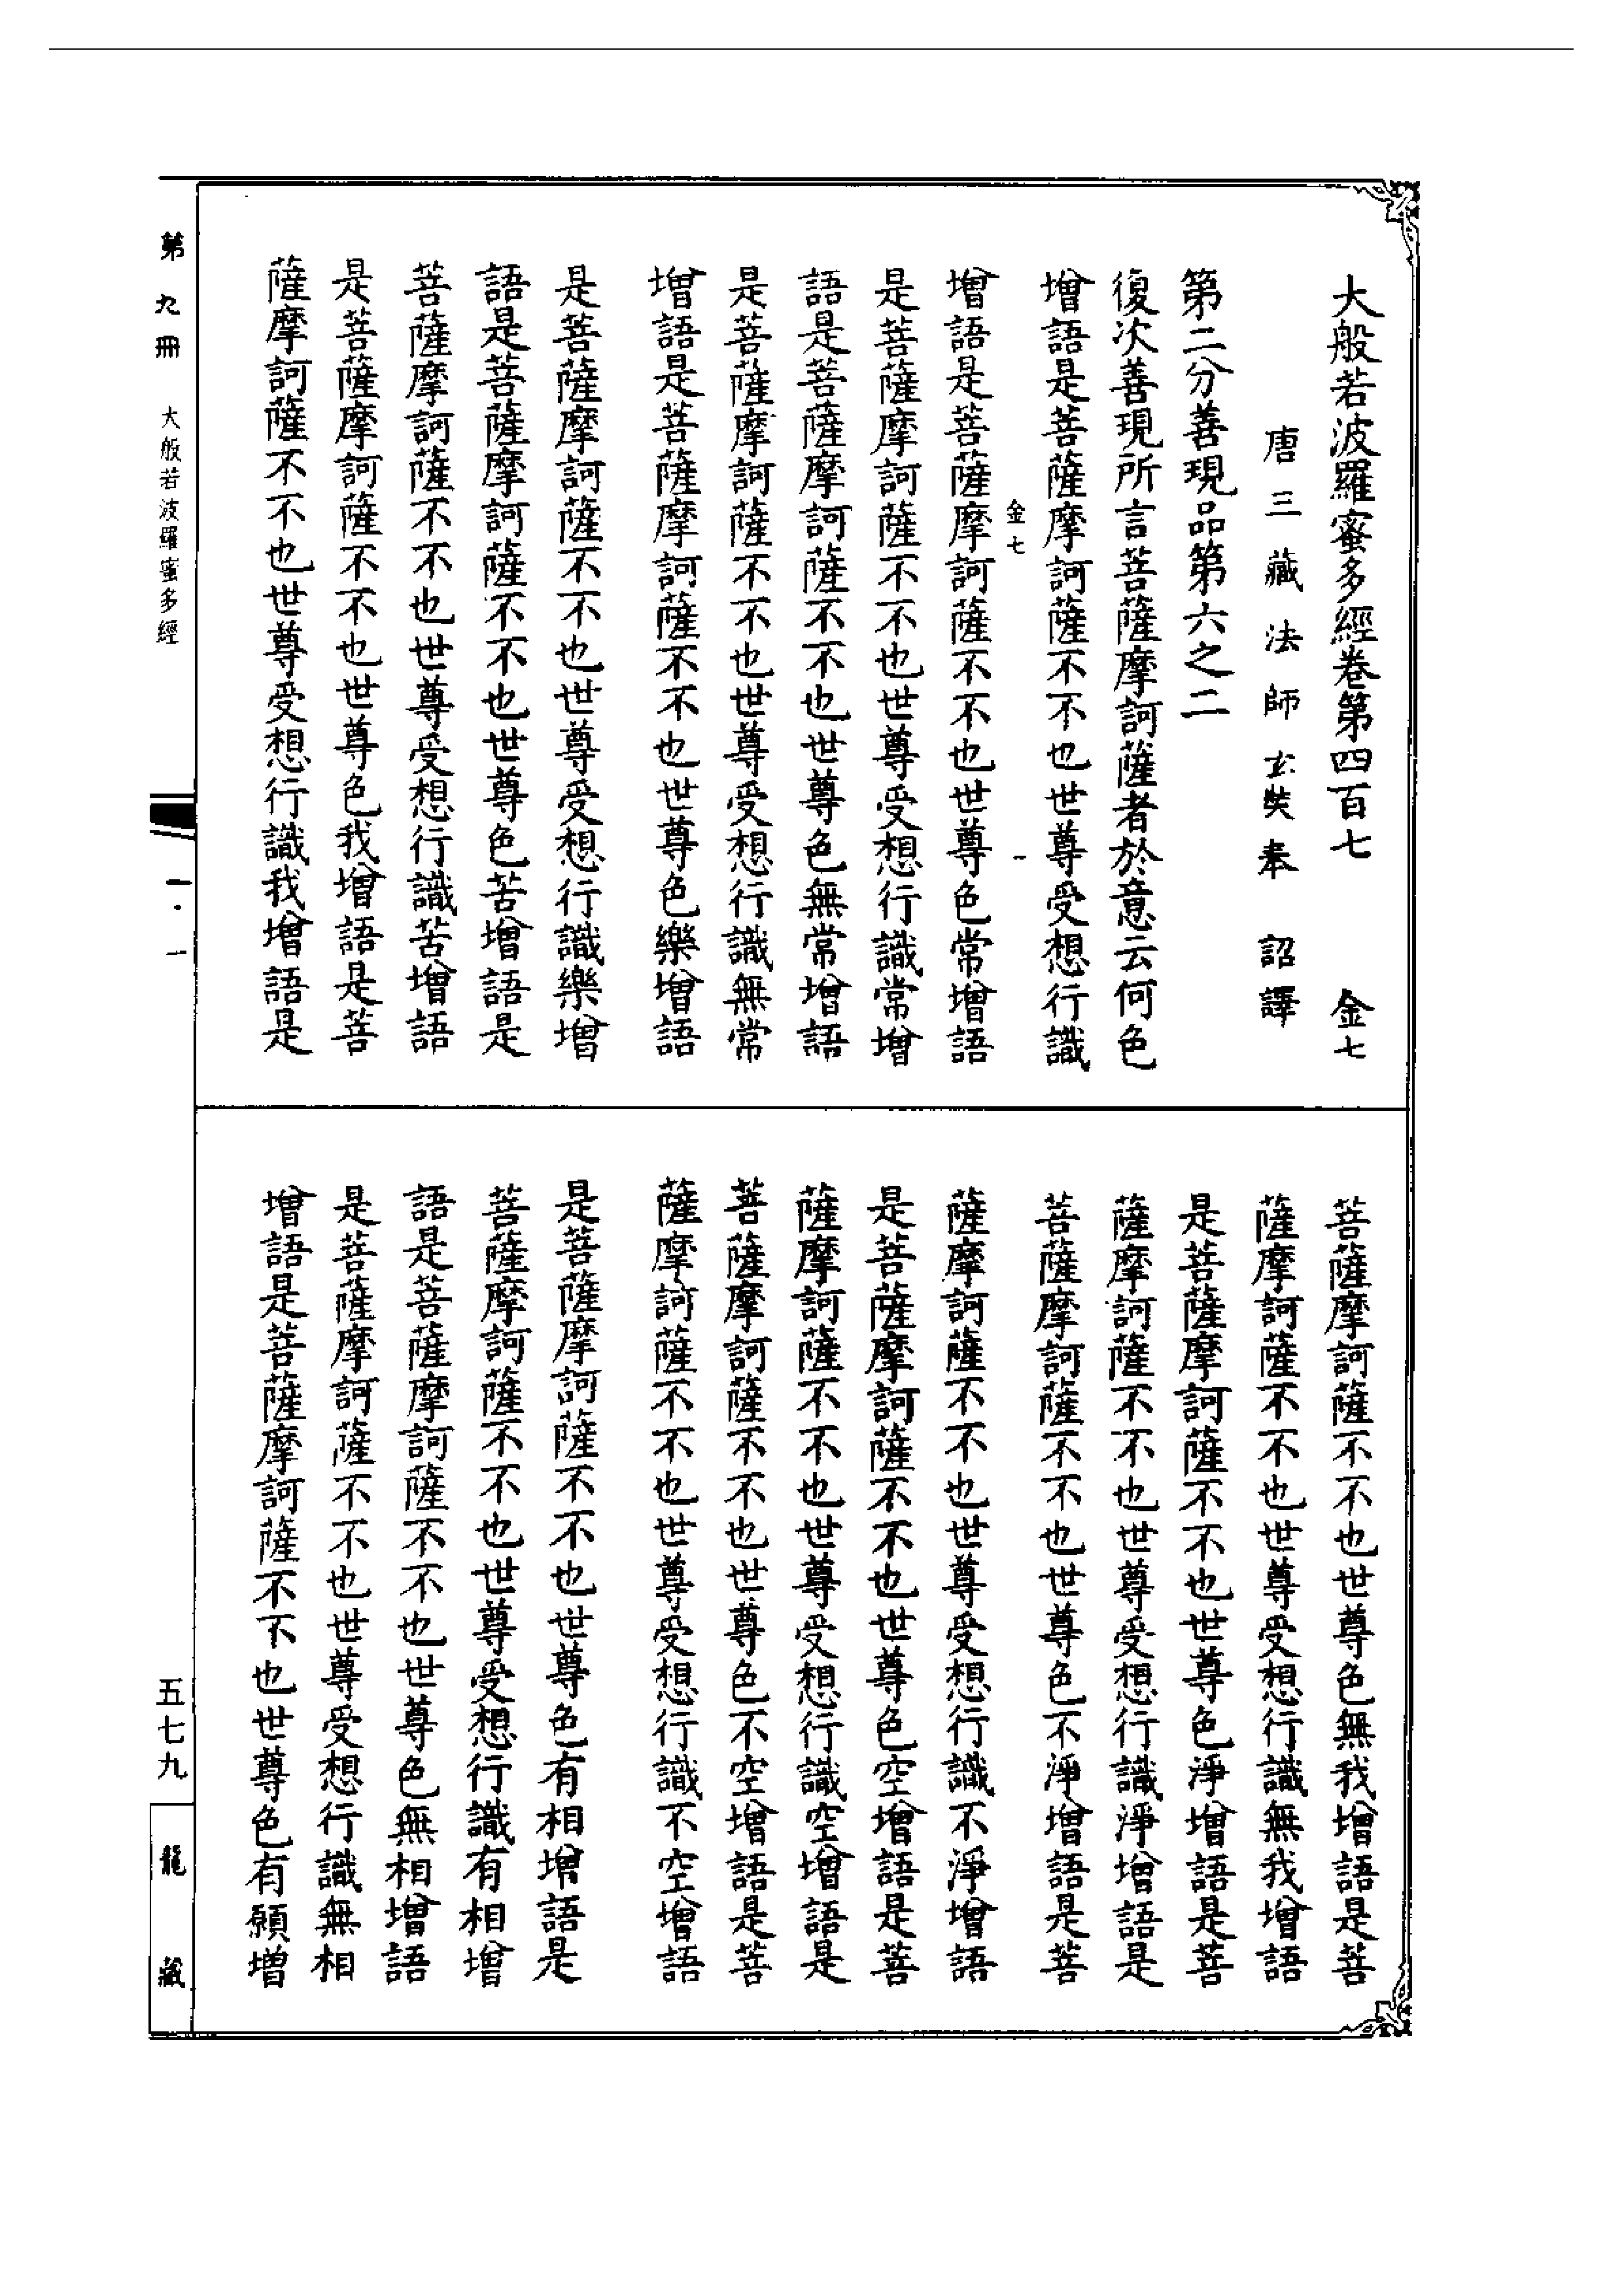 大般若波羅蜜多經卷第四百七　金七
唐三藏法師玄奘奉　詔譯
第二分善現品第六之二
復次善現所言菩薩摩訶薩者於意云何色
增語是菩薩摩訶薩不不也世尊受想行識
金七　一
增語是菩薩摩訶薩不不也世尊色常增語
是菩薩摩訶薩不不也世尊受想行識常增
語是菩薩摩訶薩不不也世尊色無常增語
是菩薩摩訶薩不不也世尊受想行識無常
增語是菩薩摩訶薩不不也世尊色樂增語
是菩薩摩訶薩不不也世尊受想行識樂增
語是菩薩摩訶薩不不也世尊色苦增語是
菩薩摩訶薩不不也世尊受想行識苦增語
是菩薩摩訶薩不不也世尊色我增語是菩
薩摩訶薩不不也世尊受想行識我增語是
菩薩摩訶薩不不也世尊色無我增語是菩
薩摩訶薩不不也世尊受想行識無我增語
是菩薩摩訶薩不不也世尊色淨增語是菩
薩摩訶薩不不也世尊受想行識淨增語是
菩薩摩訶薩不不也世尊色不淨增語是菩
薩摩訶薩不不也世尊受想行識不淨增語
是菩薩摩訶薩不不也世尊色空增語是菩
薩摩訶薩不不也世尊受想行識空增語是
菩薩摩訶薩不不也世尊色不空增語是菩
薩摩訶薩不不也世尊受想行識不空增語
是菩薩摩訶薩不不也世尊色有相增語是
菩薩摩訶薩不不也世尊受想行識有相增
語是菩薩摩訶薩不不也世尊色無相增語
是菩薩摩訶薩不不也世尊受想行識無相
增語是菩薩摩訶薩不不也世尊色有願增
第九冊　大般若波羅蜜多經
一·一
五七九
龍藏